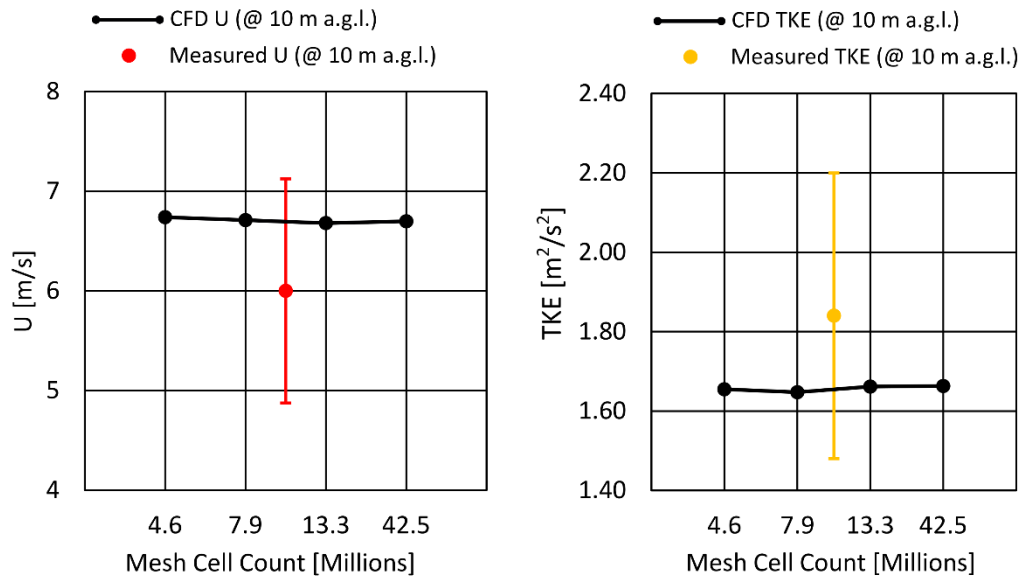 CFD U (@ 10 m a.g.l.)
Measured U (@ 10 m a.g.l.)
8
7
6
5
4
U [m/s]
4.6 7.9 13.3 42.5
Mesh Cell Count [Millions]
CFD TKE (@ 10 m a.g.l.)
Measured TKE (@ 10 m a.g.l.)
2.40
2.20
2.00
1.80
1.60
1.40
TKE [m²/s²]
4.6 7.9 13.3 42.5
Mesh Cell Count [Millions]